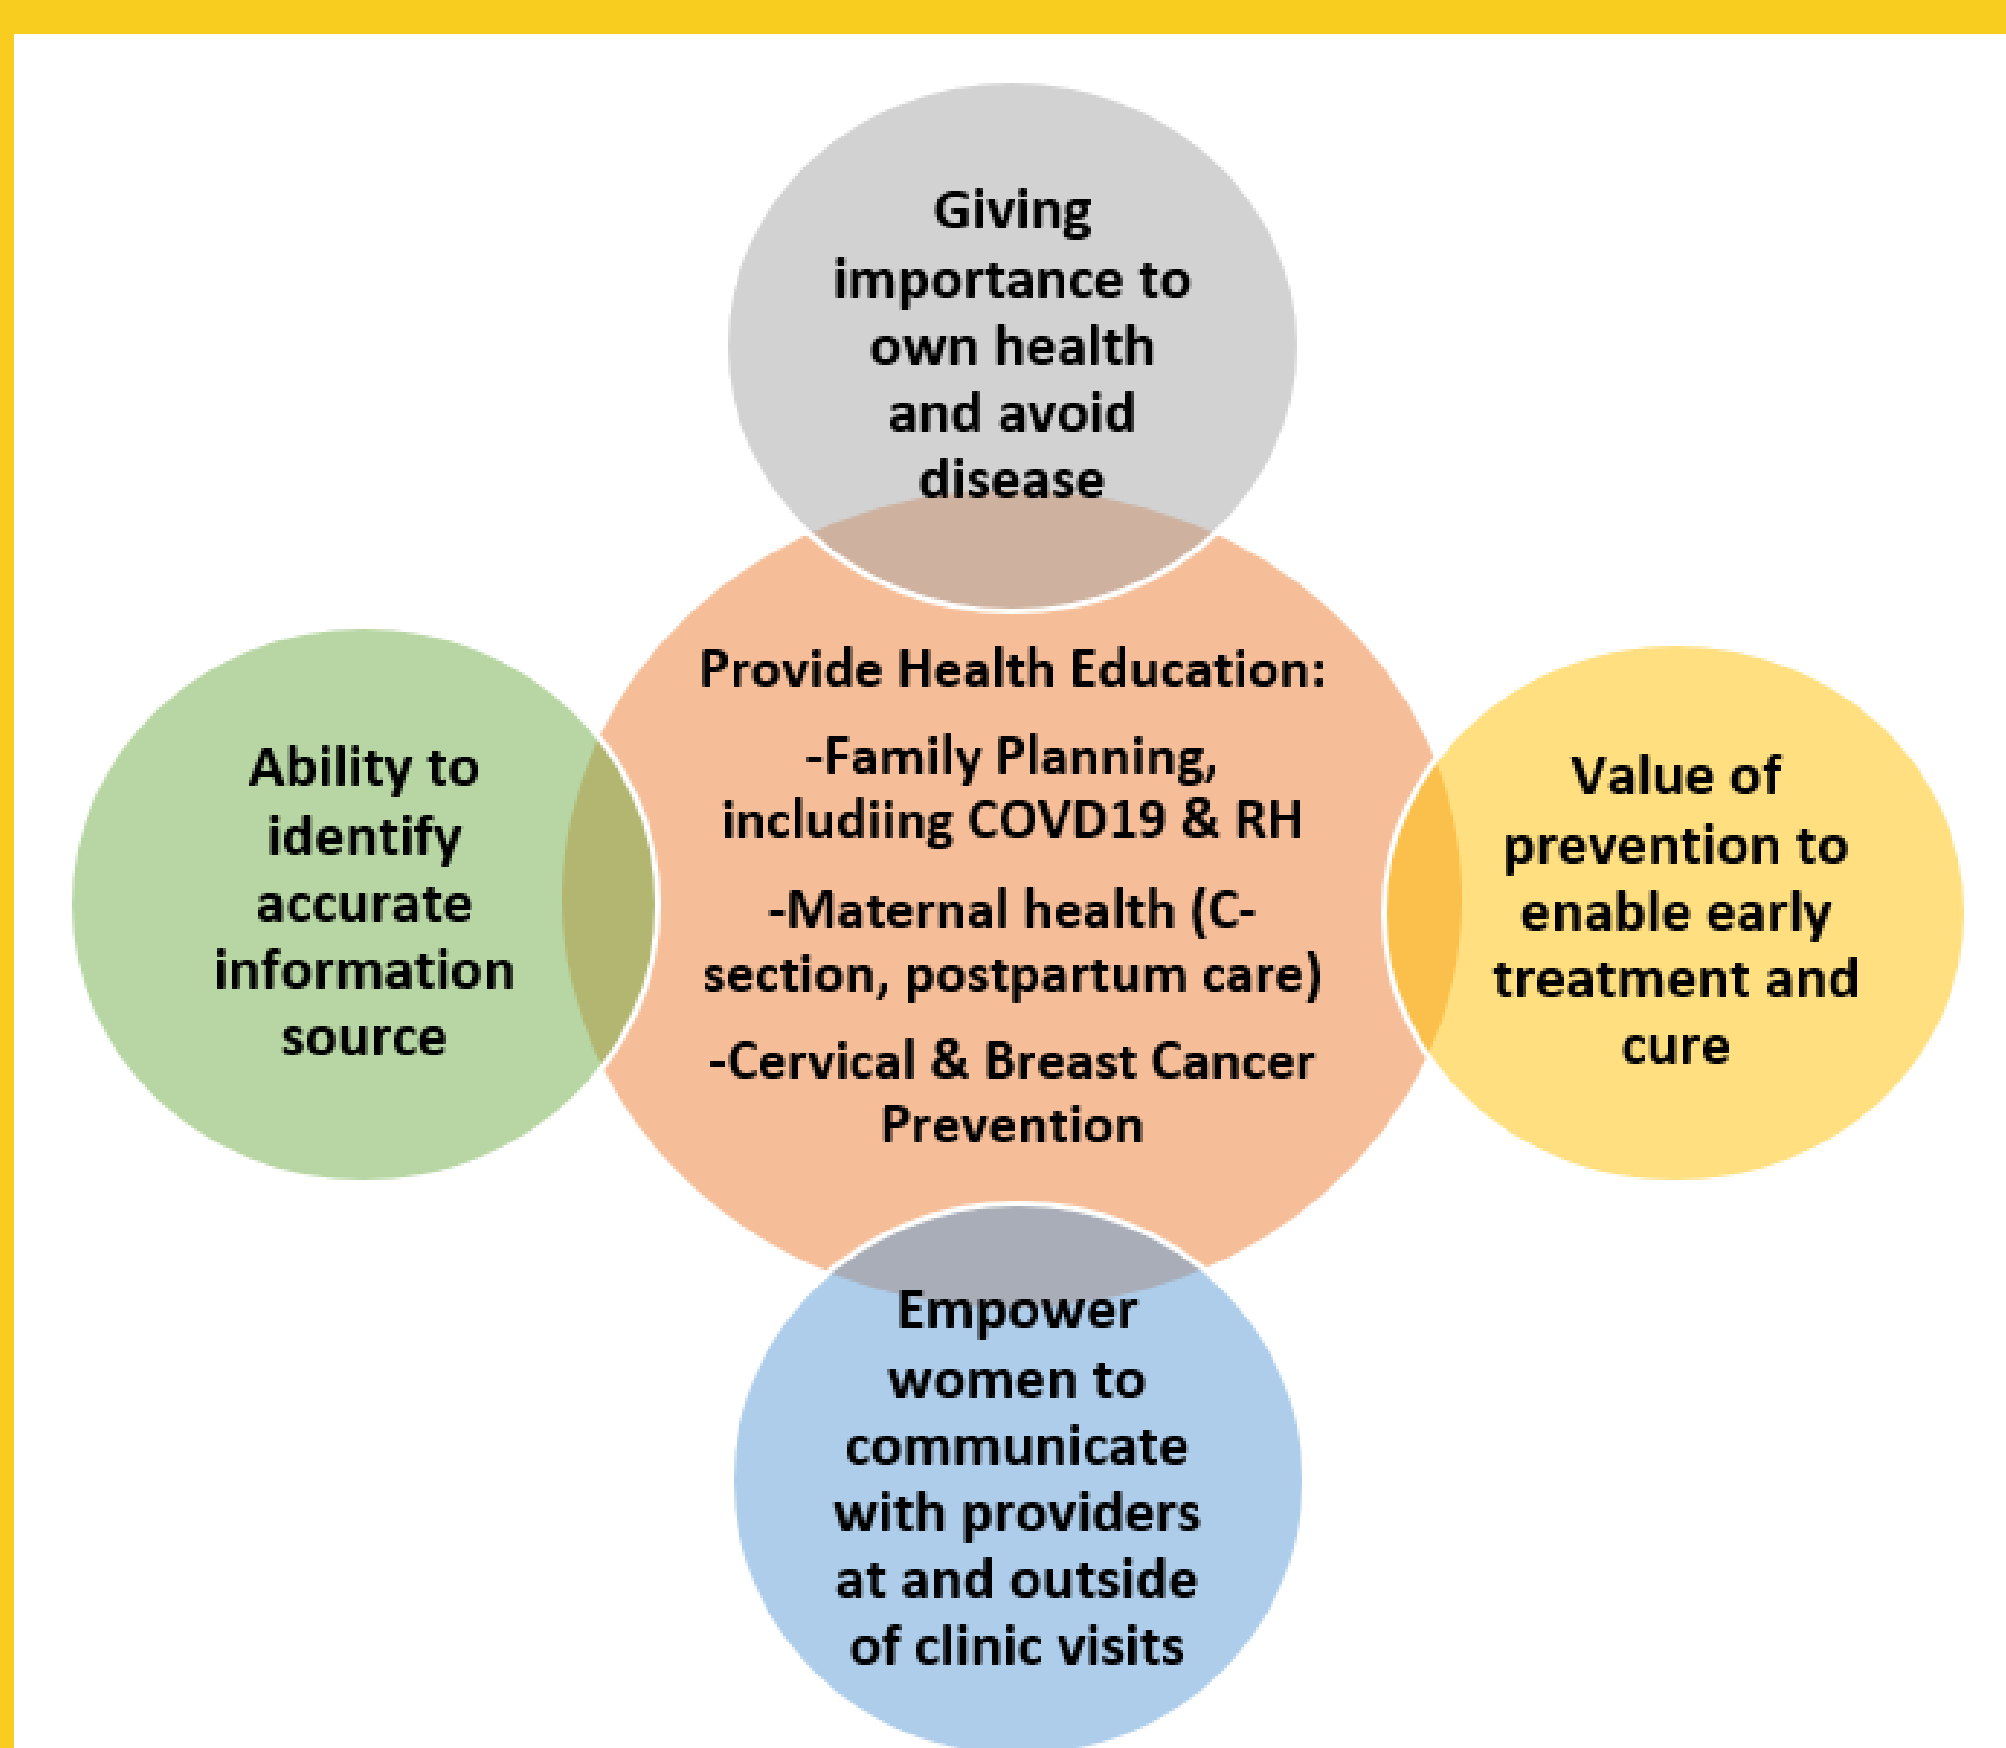 Giving
importance to
own health
and avoid
disease
Provide Health Education:
-Family Planning,
includiing COVD19 & RH
-Maternal health (C-
section, postpartum care)
-Cervical & Breast Cancer
Prevention
Ability to
identify
accurate
information
source
Value of
prevention to
enable early
treatment and
cure
Empower
women to
communicate
with providers
at and outside
of clinic visits